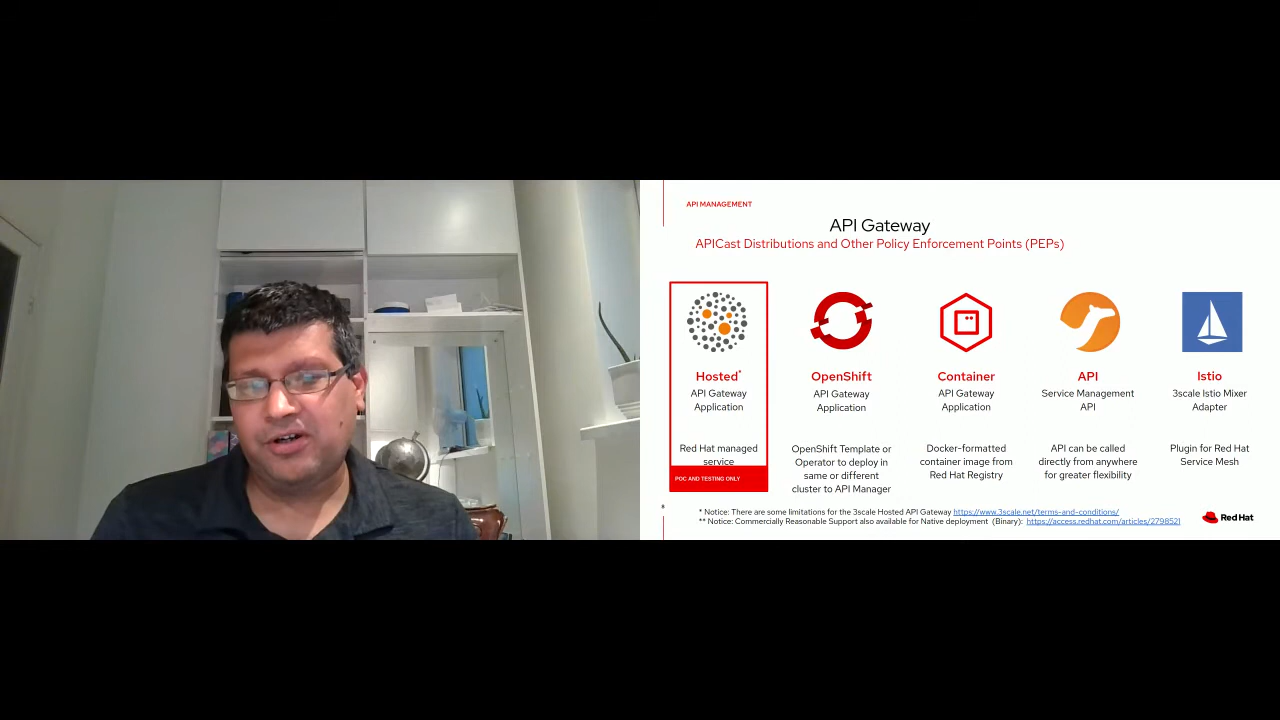 API MANAGEMENT
API Gateway
APICast Distributions and Other Policy Enforcement Points (PEPs)
Hosted*
API Gateway
Application
Red Hat managed
service
POC AND TESTING ONLY
OpenShift
API Gateway
Application
OpenShift Template or
Operator to deploy in
same or different
cluster to API Manager
Container
API Gateway
Application
Docker-formatted
container image from
Red Hat Registry
API
Service Management
API
API can be called
directly from anywhere
for greater flexibility
Istio
3scale Istio Mixer
Adapter
Plugin for Red Hat
Service Mesh
* Notice: There are some limitations for the 3scale Hosted API Gateway https://www.3scale.net/terms-and-conditions/
** Notice: Commercially Reasonable Support also available for Native deployment (Binary): https://access.redhat.com/articles/2798521
Red Hat